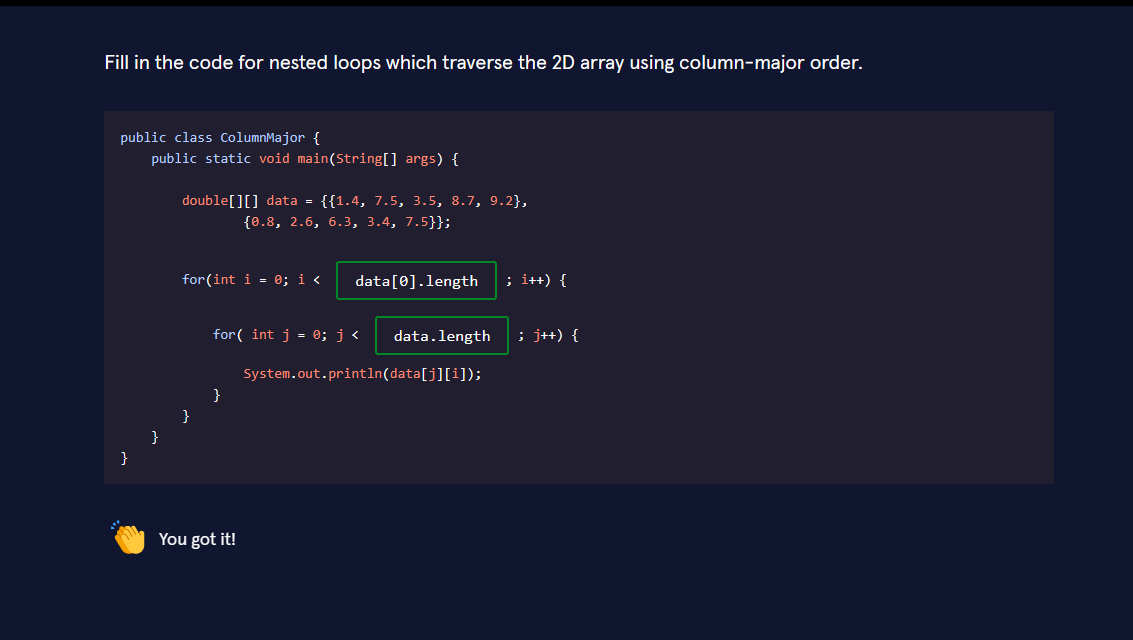 Fill in the code for nested loops which traverse the 2D array using column-major order.
public class ColumnMajor {
public static void main(String[] args) {
double[][] data = {{1.4, 7.5, 3.5, 8.7, 9.2},
{0.8, 2.6, 6.3, 3.4, 7.5}};
for(int i = 0; i < data[0].length ; i++) {
for( int j = 0; j < data.length ; j++) {
System.out.println(data[j][i]);
}
}
}
}
You got it!